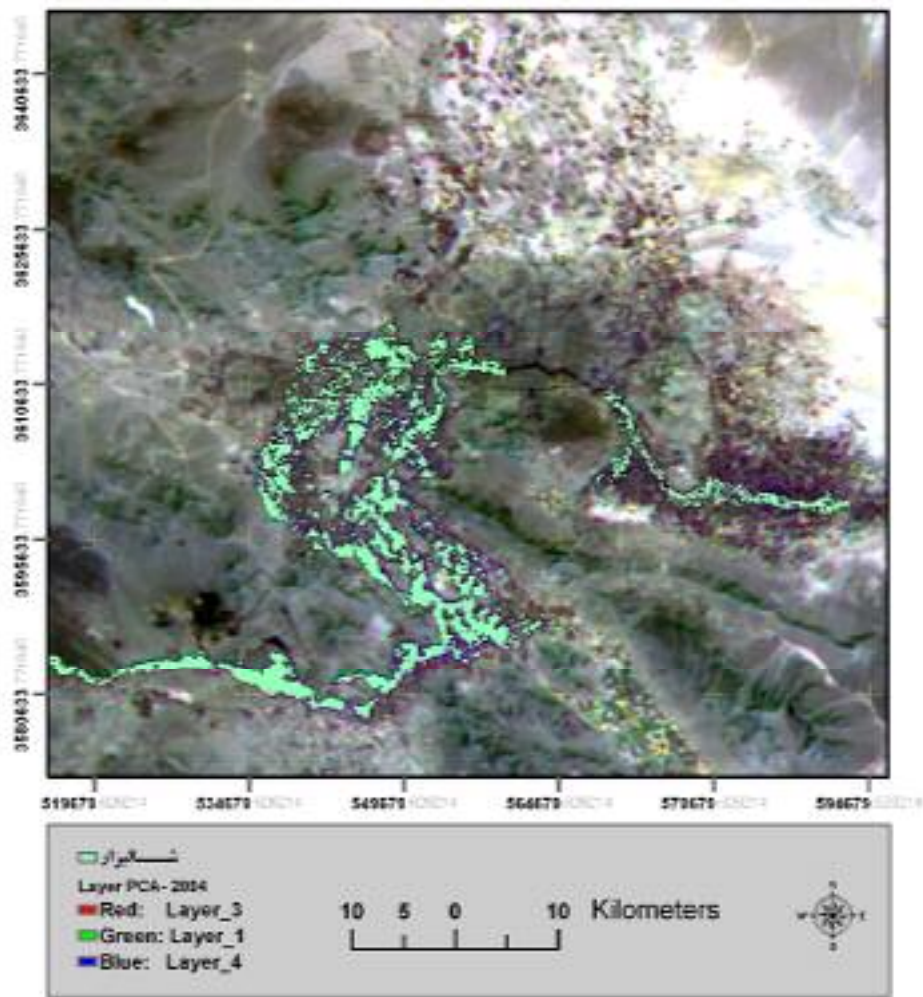 3640633
3625633
3610633
3595633
3580633
519679 534679 549679 564679 579679 594679
شـــالیزار
Layer PCA- 2004
Red: Layer_3
Green: Layer_1
Blue: Layer_4
10 5 0 10 Kilometers